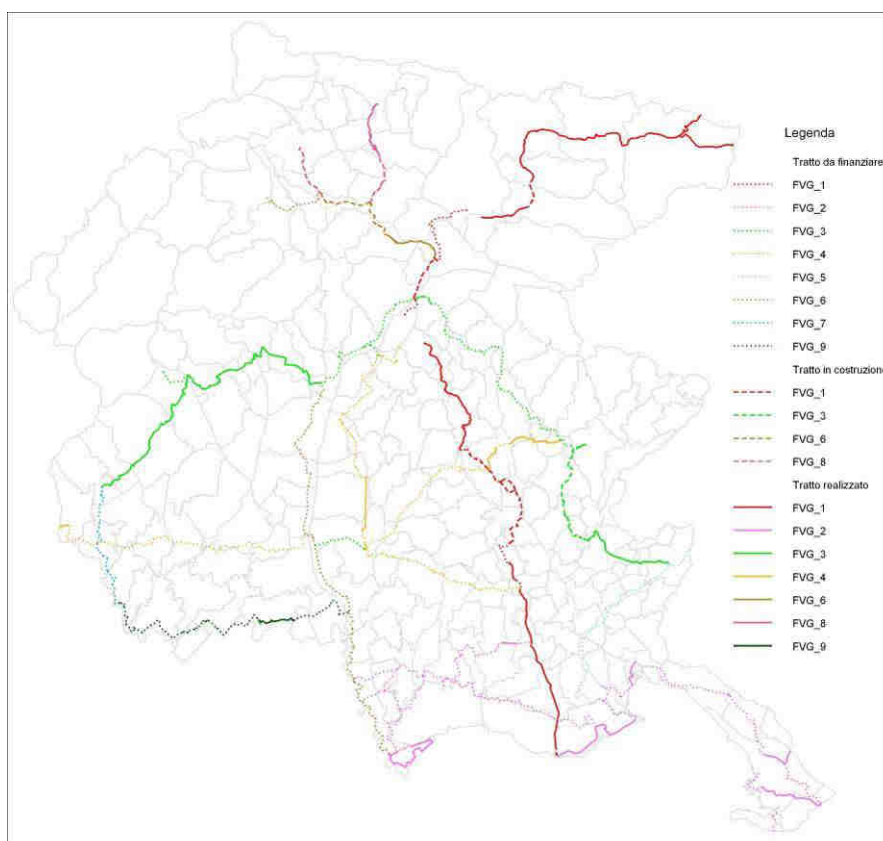 Legenda
Tratto da finanziare
FVG_1
FVG_2
FVG_3
FVG_4
FVG_5
FVG_6
FVG_7
FVG_9
Tratto in costruzione
FVG_1
FVG_3
FVG_6
FVG_8
Tratto realizzato
FVG_1
FVG_2
FVG_3
FVG_4
FVG_6
FVG_8
FVG_9